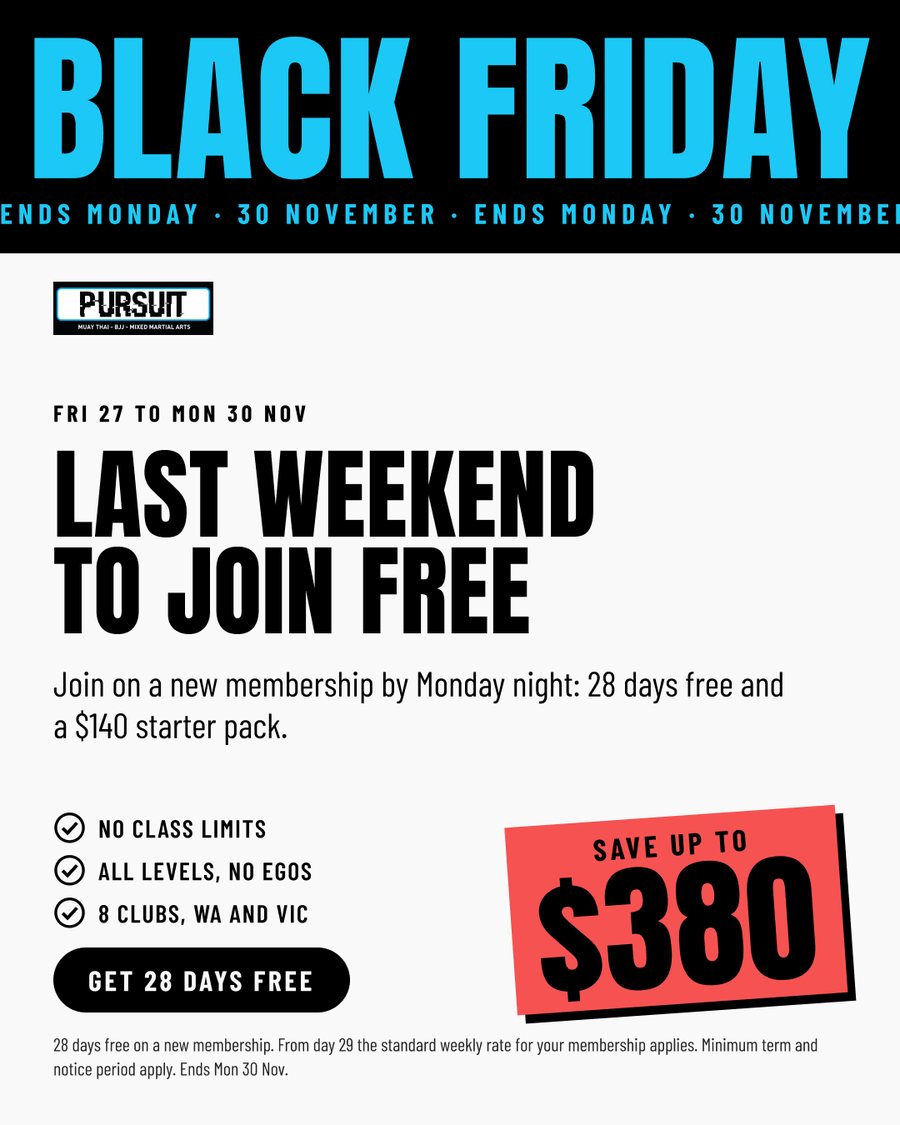 BLACK FRIDAY
ENDS MONDAY · 30 NOVEMBER · ENDS MONDAY · 30 NOVEMBER
PURSUIT
MUAY THAI - BJJ - MIXED MARTIAL ARTS
FRI 27 TO MON 30 NOV
LAST WEEKEND
TO JOIN FREE
Join on a new membership by Monday night: 28 days free and
a $140 starter pack.
NO CLASS LIMITS
ALL LEVELS, NO EGOS
8 CLUBS, WA AND VIC
GET 28 DAYS FREE
SAVE UP TO
$380
28 days free on a new membership. From day 29 the standard weekly rate for your membership applies. Minimum term and
notice period apply. Ends Mon 30 Nov.